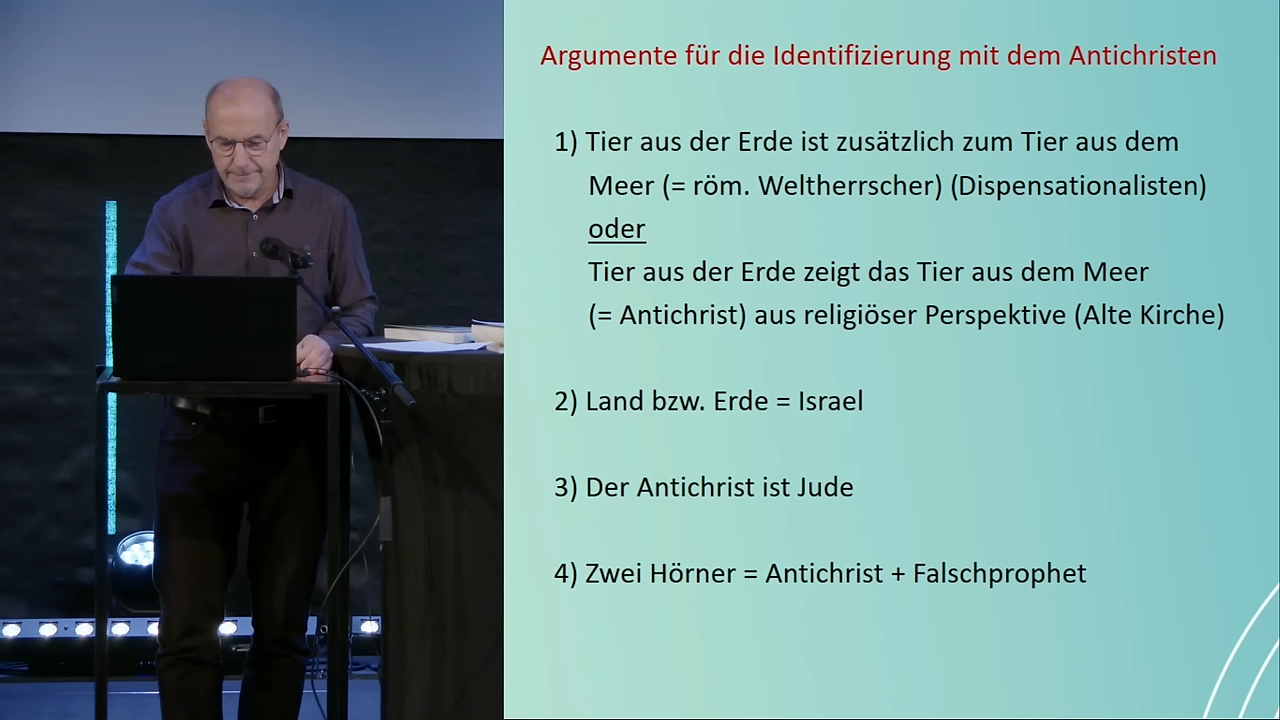 Argumente für die Identifizierung mit dem Antichristen
1) Tier aus der Erde ist zusätzlich zum Tier aus dem
Meer (= röm. Weltherrscher) (Dispensationalisten)
oder
Tier aus der Erde zeigt das Tier aus dem Meer
(= Antichrist) aus religiöser Perspektive (Alte Kirche)
2) Land bzw. Erde = Israel
3) Der Antichrist ist Jude
4) Zwei Hörner = Antichrist + Falschprophet